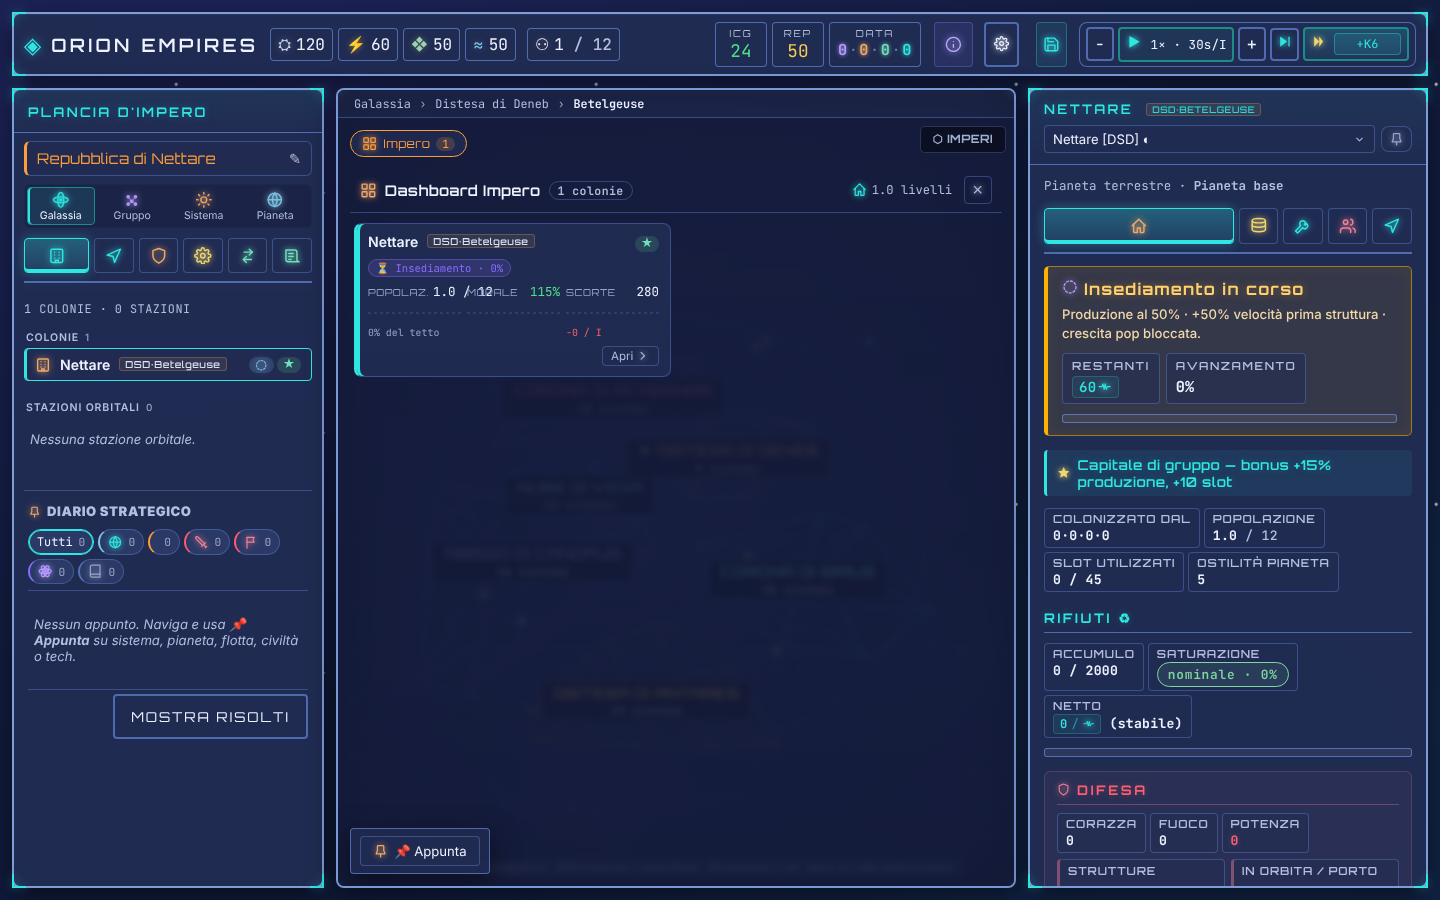 ORION EMPIRES
120
60
50
50
1 / 12
ICG
24
REP
50
DATA
0·0·0·0
-
1× · 30s/I
+
+K6
PLANCIA D'IMPERO
Repubblica di Nettare
Galassia
Gruppo
Sistema
Pianeta
1 COLONIE · 0 STAZIONI
COLONIE 1
Nettare DSD·Betelgeuse
STAZIONI ORBITALI 0
Nessuna stazione orbitale.
DIARIO STRATEGICO
Tutti 0
0
0
0
0
0
0
Nessun appunto. Naviga e usa 📌
Appunta su sistema, pianeta, flotta, civiltà
o tech.
MOSTRA RISOLTI
Galassia › Distesa di Deneb › Betelgeuse
Impero 1
IMPERI
Dashboard Impero 1 colonie
1.0 livelli
Nettare DSD·Betelgeuse
Insediamento · 0%
POPOLAZ. 1.0 / 12
MORALE 115%
SCORTE 280
0% del tetto
-0 / I
Apri
📌 Appunta
NETTARE DSD·BETELGEUSE
Nettare [DSD]
Pianeta terrestre · Pianeta base
Insediamento in corso
Produzione al 50% · +50% velocità prima struttura ·
crescita pop bloccata.
RESTANTI
60
AVANZAMENTO
0%
Capitale di gruppo — bonus +15%
produzione, +10 slot
COLONIZZATO DAL
0·0·0·0
POPOLAZIONE
1.0 / 12
SLOT UTILIZZATI
0 / 45
OSTILITÀ PIANETA
5
RIFIUTI ♻
ACCUMULO
0 / 2000
SATURAZIONE
nominale · 0%
NETTO
0 / (stabile)
DIFESA
CORAZZA
0
FUOCO
0
POTENZA
0
STRUTTURE
IN ORBITA / PORTO